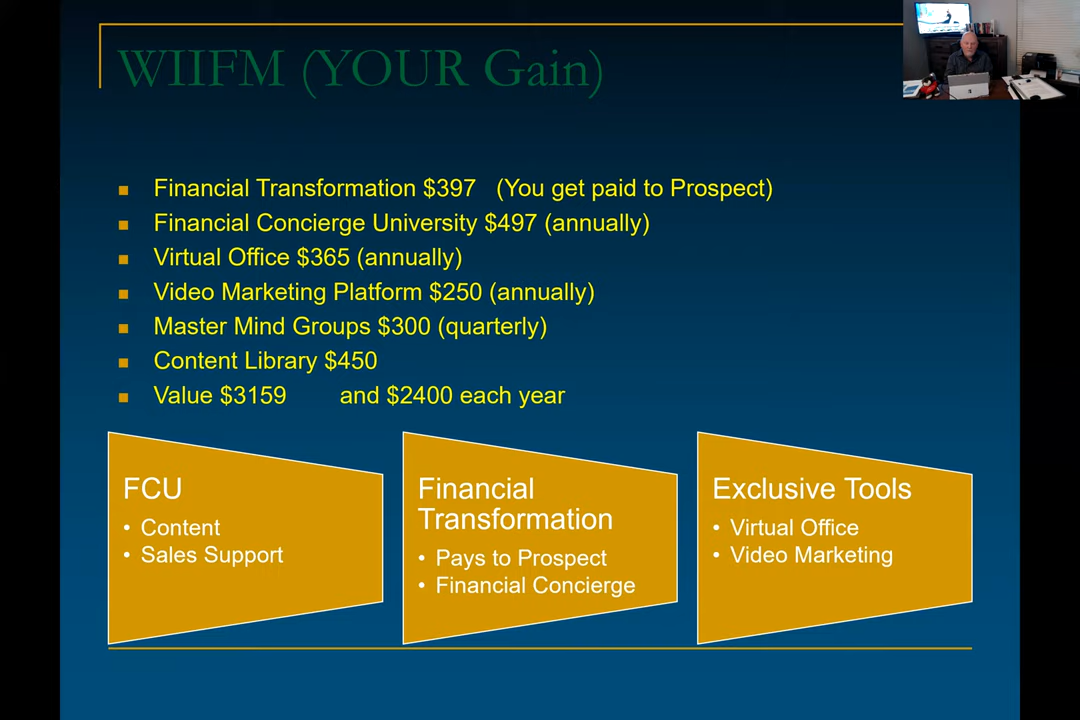 WIIFM (YOUR Gain)
Financial Transformation $397 (You get paid to Prospect)
Financial Concierge University $497 (annually)
Virtual Office $365 (annually)
Video Marketing Platform $250 (annually)
Master Mind Groups $300 (quarterly)
Content Library $450
Value $3159 and $2400 each year
FCU
• Content
• Sales Support
Financial
Transformation
• Pays to Prospect
• Financial Concierge
Exclusive Tools
• Virtual Office
• Video Marketing